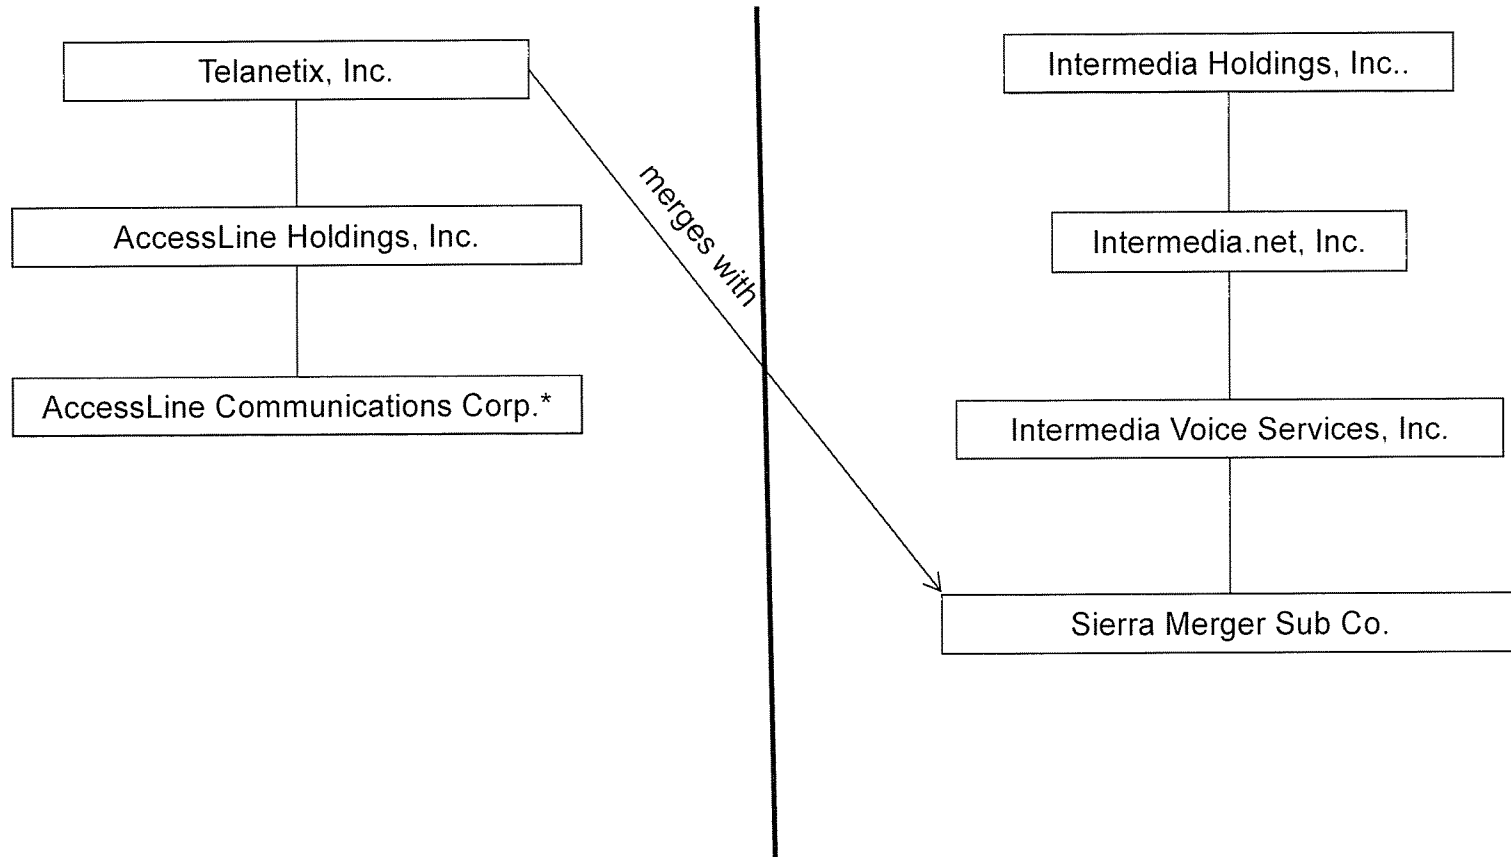 Telanetix, Inc.
AccessLine Holdings, Inc.
AccessLine Communications Corp.*
merges with
Intermedia Holdings, Inc..
Intermedia.net, Inc.
Intermedia Voice Services, Inc.
Sierra Merger Sub Co.